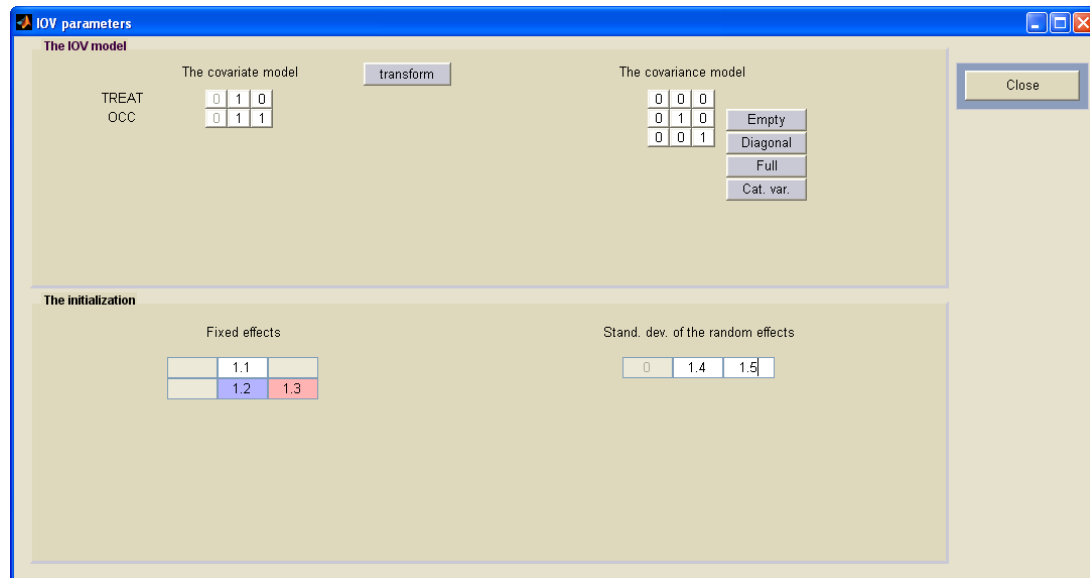 IOV parameters
The IOV model
The covariate model transform The covariance model
Close
TREAT 0 1 0 0 0 0
OCC 0 1 1 0 1 0 Empty
0 0 1 Diagonal
Full
Cat. var.
The initialization
Fixed effects Stand. dev. of the random effects
1.1 0 1.4 1.5
1.2 1.3